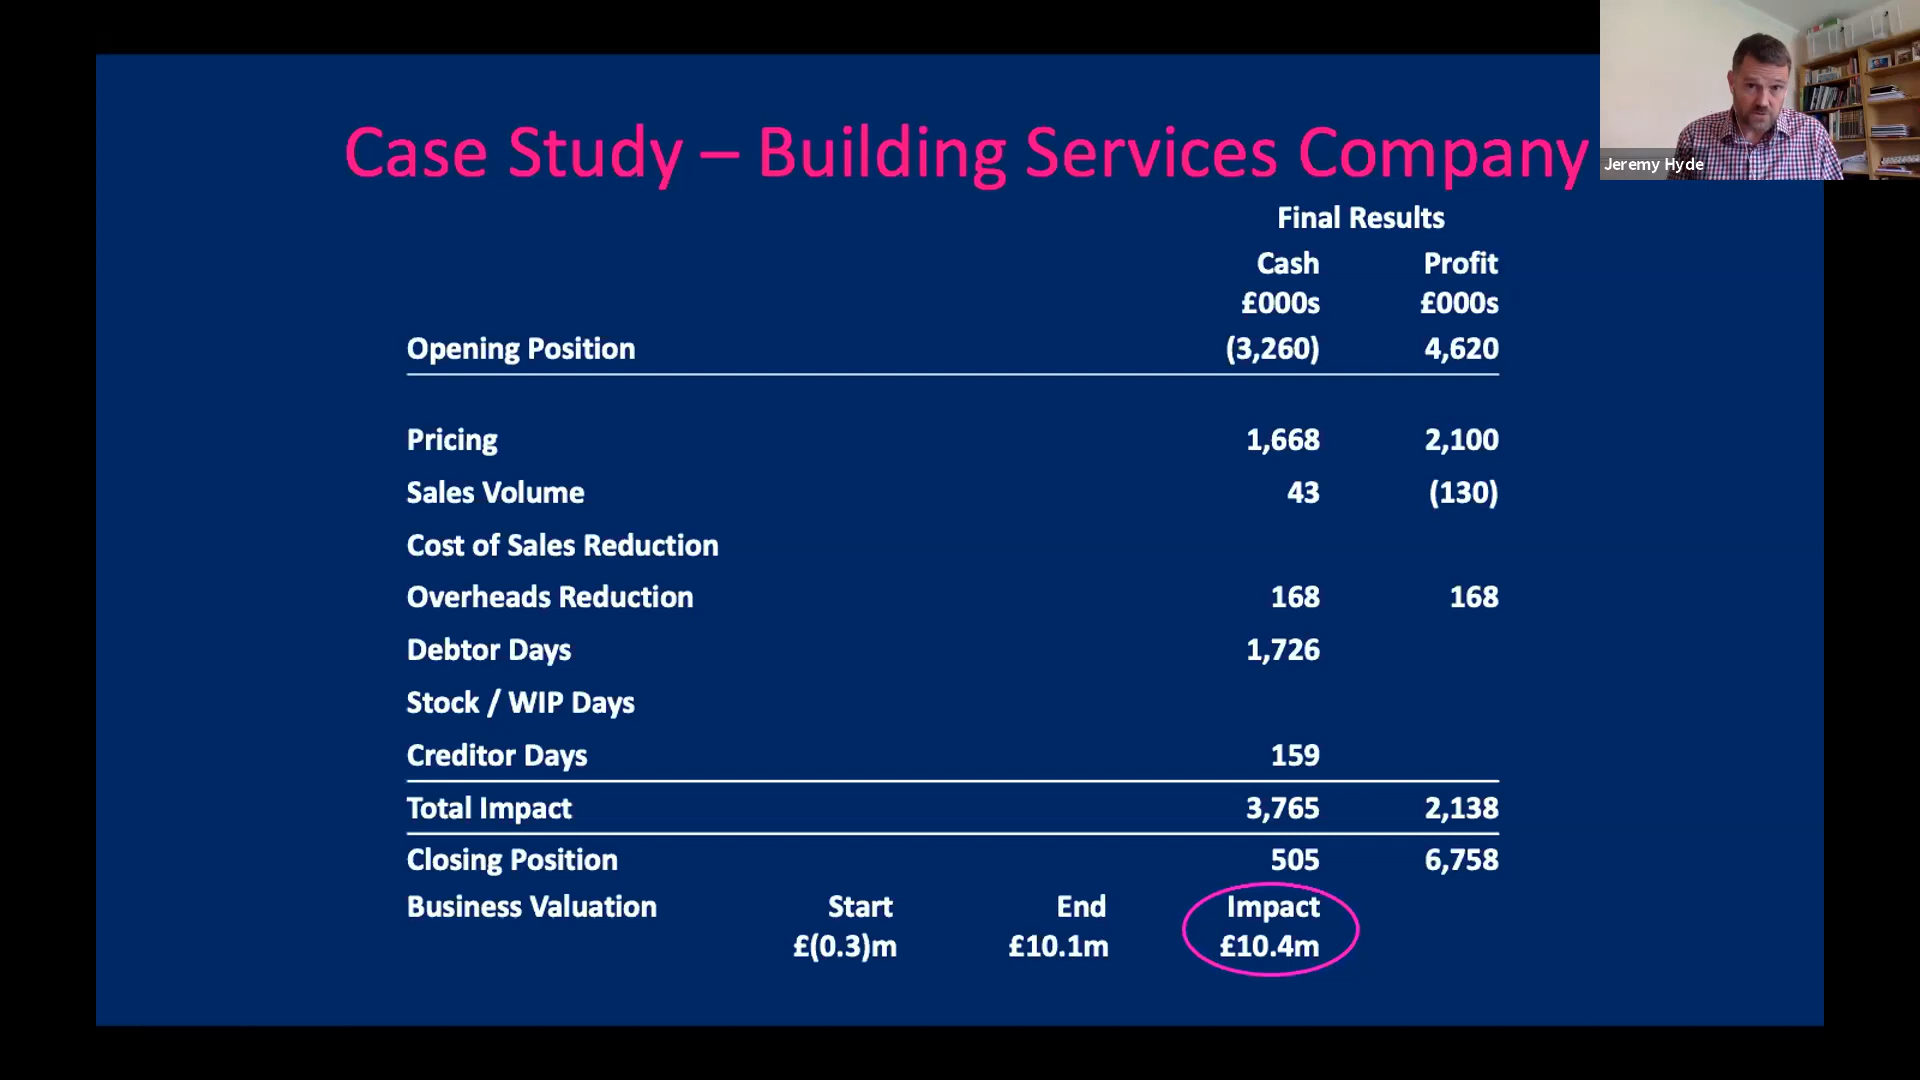 Case Study – Building Services Company
Jeremy Hyde
Final Results
Cash Profit
£000s £000s
Opening Position (3,260) 4,620
Pricing 1,668 2,100
Sales Volume 43 (130)
Cost of Sales Reduction
Overheads Reduction 168 168
Debtor Days 1,726
Stock / WIP Days
Creditor Days 159
Total Impact 3,765 2,138
Closing Position 505 6,758
Business Valuation Start End Impact
£(0.3)m £10.1m £10.4m